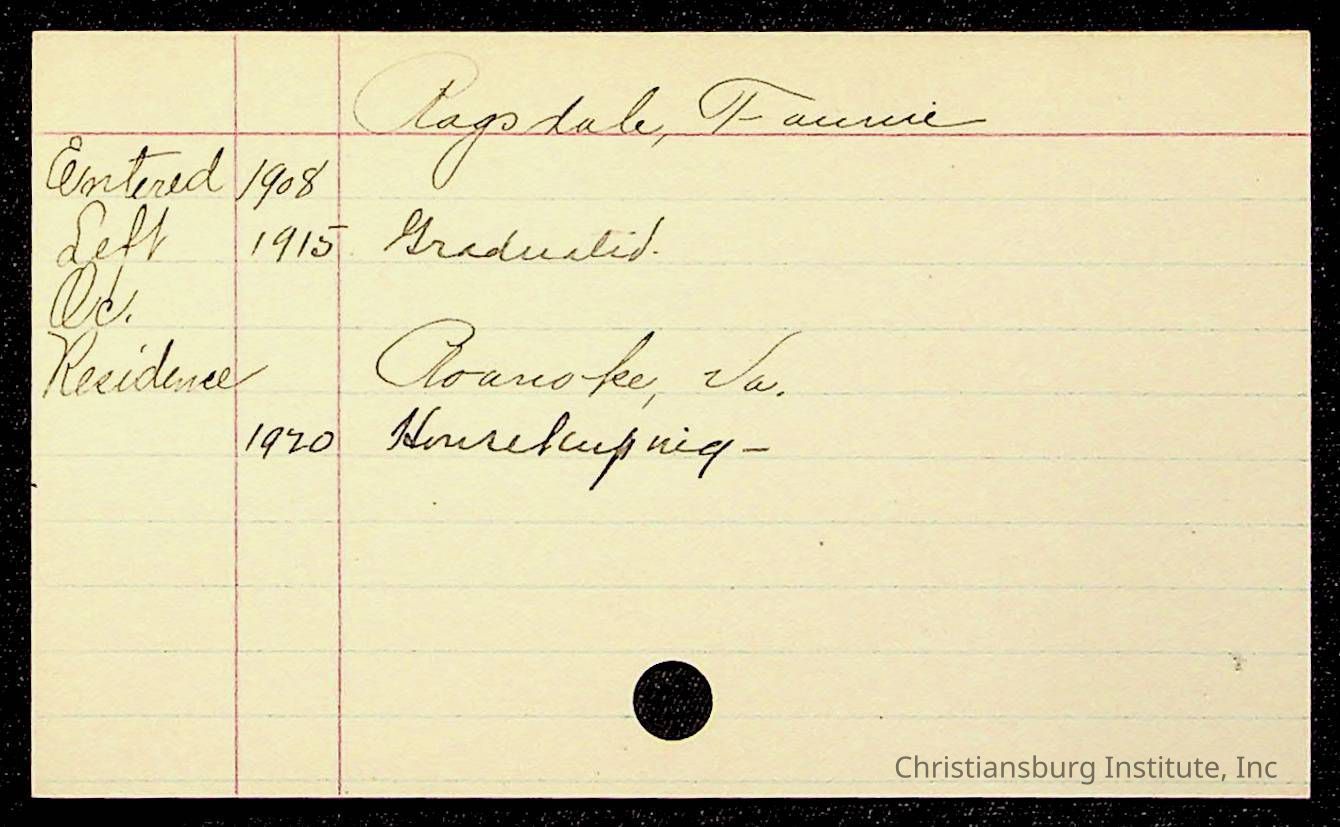 Ragsdale, Fannie
Entered 1908
Left 1915 Graduated.
Oc.
Residence Roanoke, Va.
1920 Housekeeping -
Christiansburg Institute, Inc